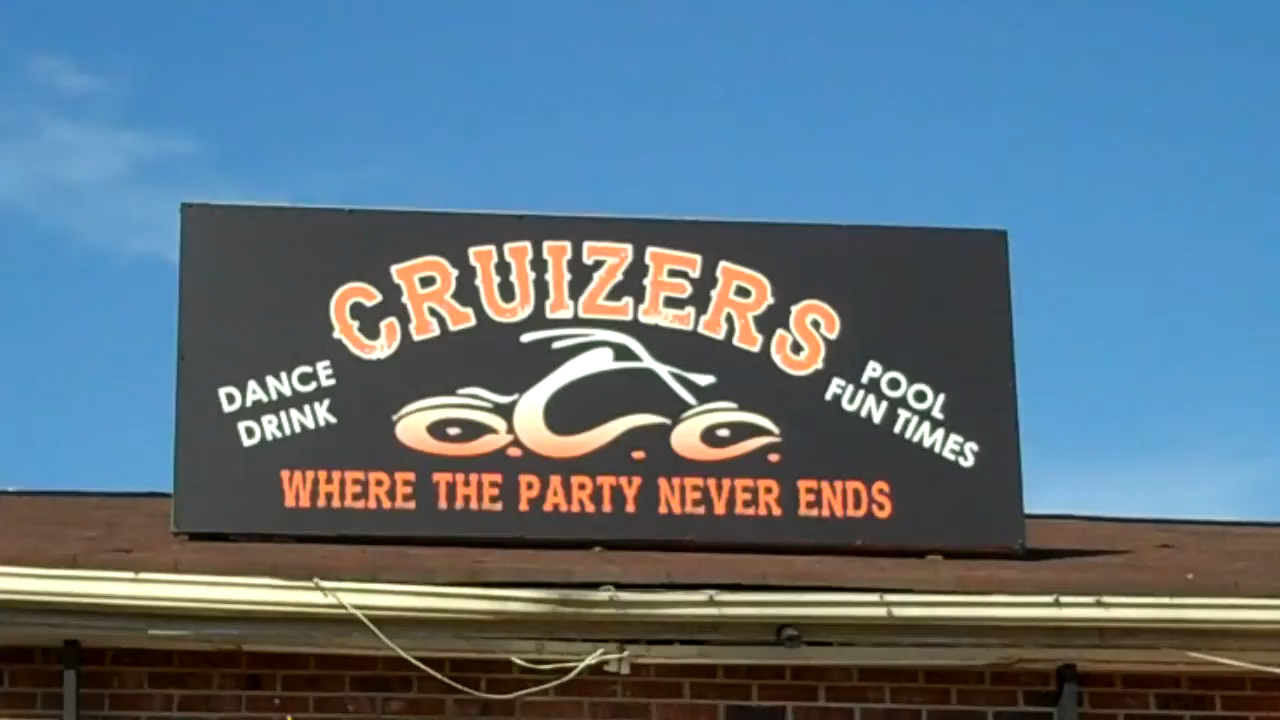 CRUIZERS
DANCE
DRINK
POOL
FUN TIMES
WHERE THE PARTY NEVER ENDS